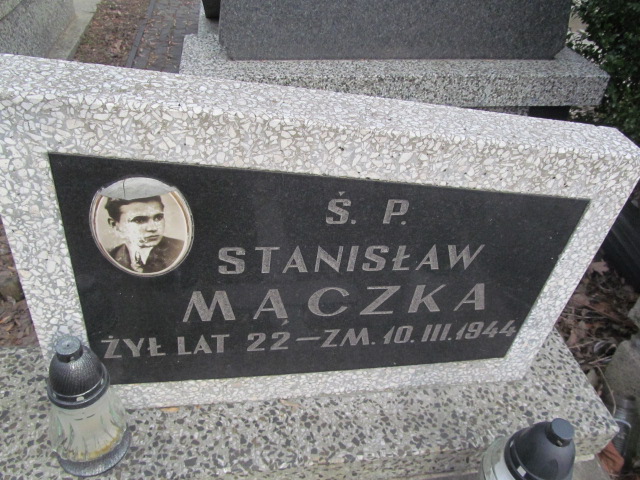 Ś. P.
STANISŁAW
MĄCZKA
ŻYŁ LAT 22 — ZM. 10. III. 1944